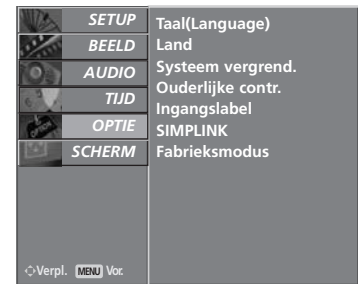 SETUP
BEELD
AUDIO
TIJD
OPTIE
SCHERM
Verpl. MENU Vor.
Taal(Language)
Land
Systeem vergrend.
Ouderlijke contr.
Ingangslabel
SIMPLINK
Fabrieksmodus